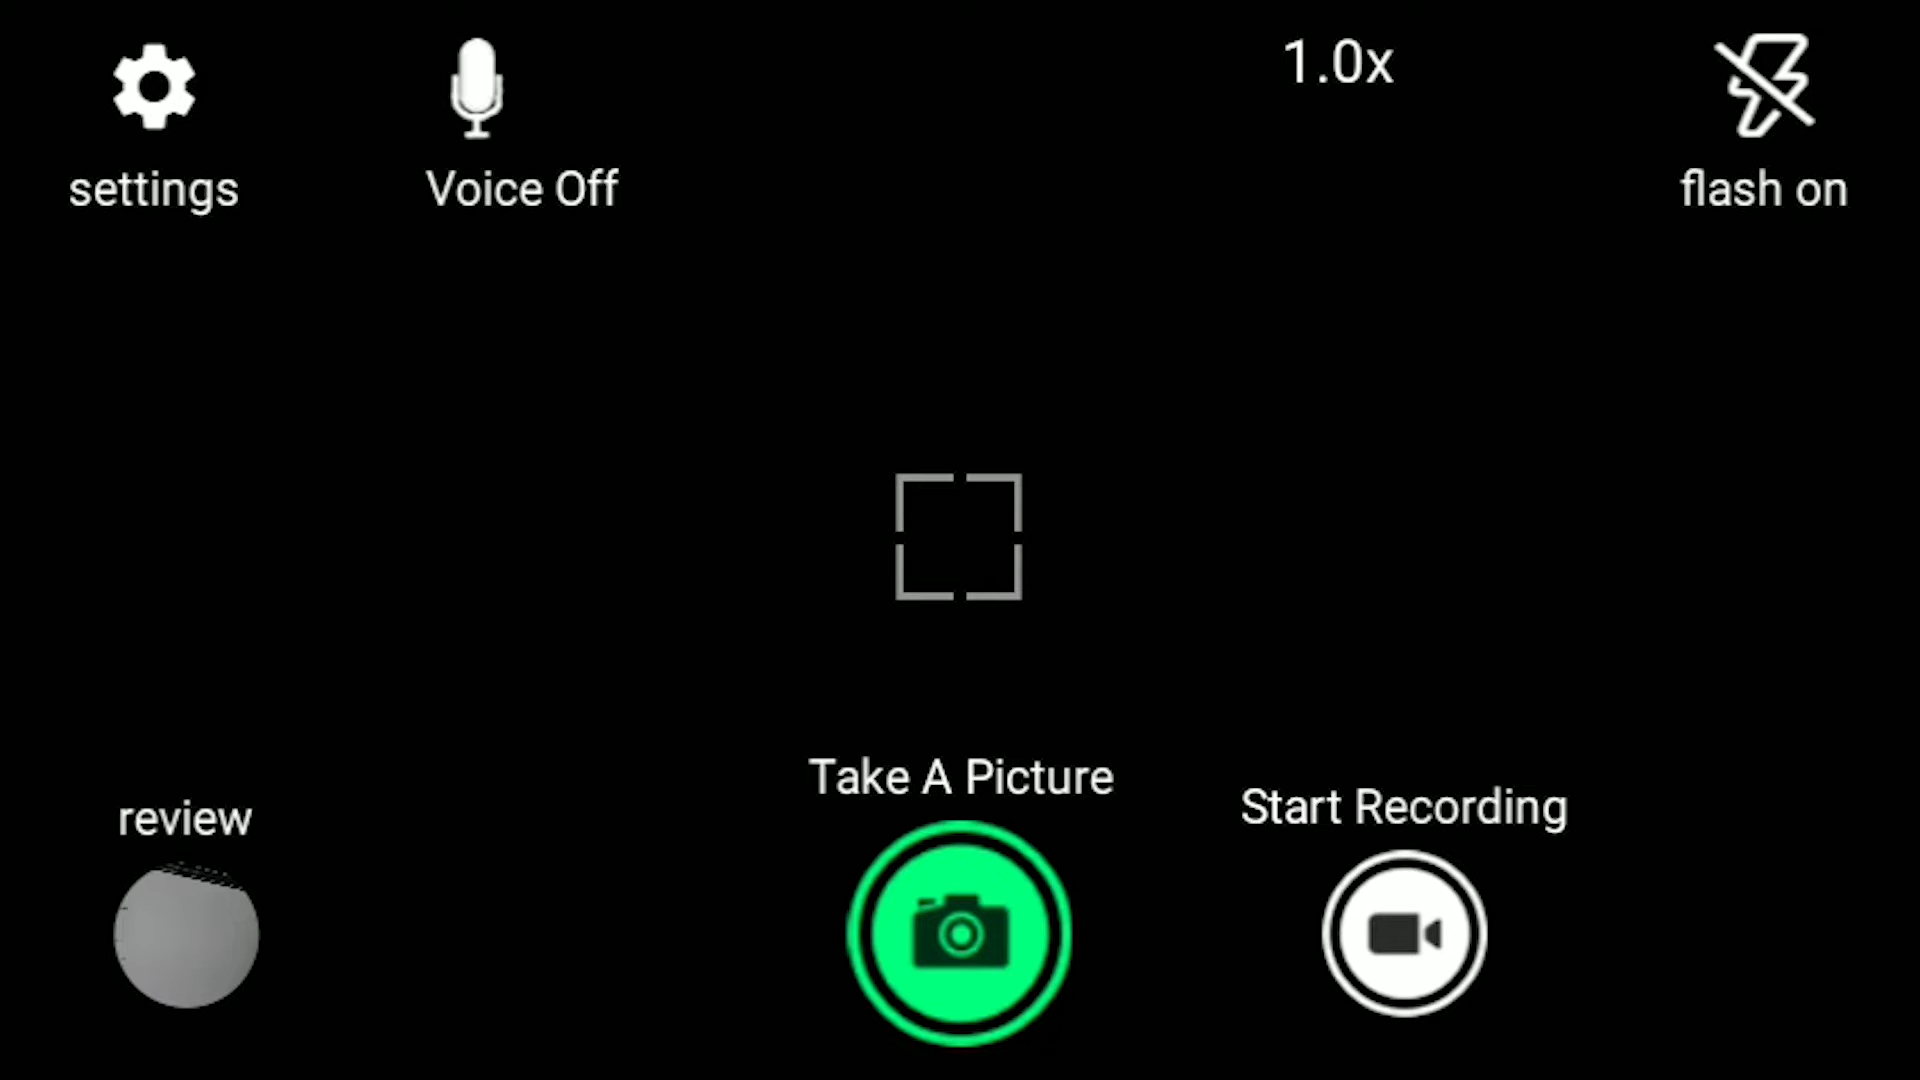 settings
Voice Off
1.0x
flash on
Take A Picture
Start Recording
review